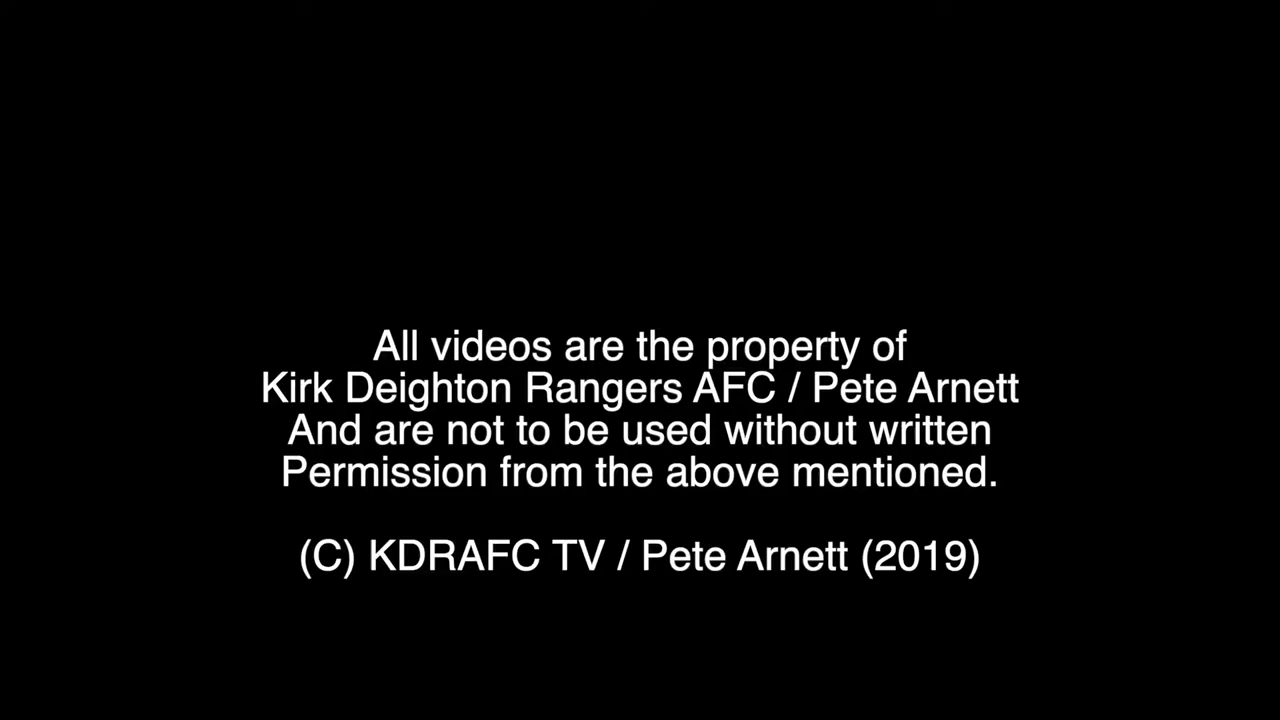 All videos are the property of
Kirk Deighton Rangers AFC / Pete Arnett
And are not to be used without written
Permission from the above mentioned.
(C) KDRAFC TV / Pete Arnett (2019)